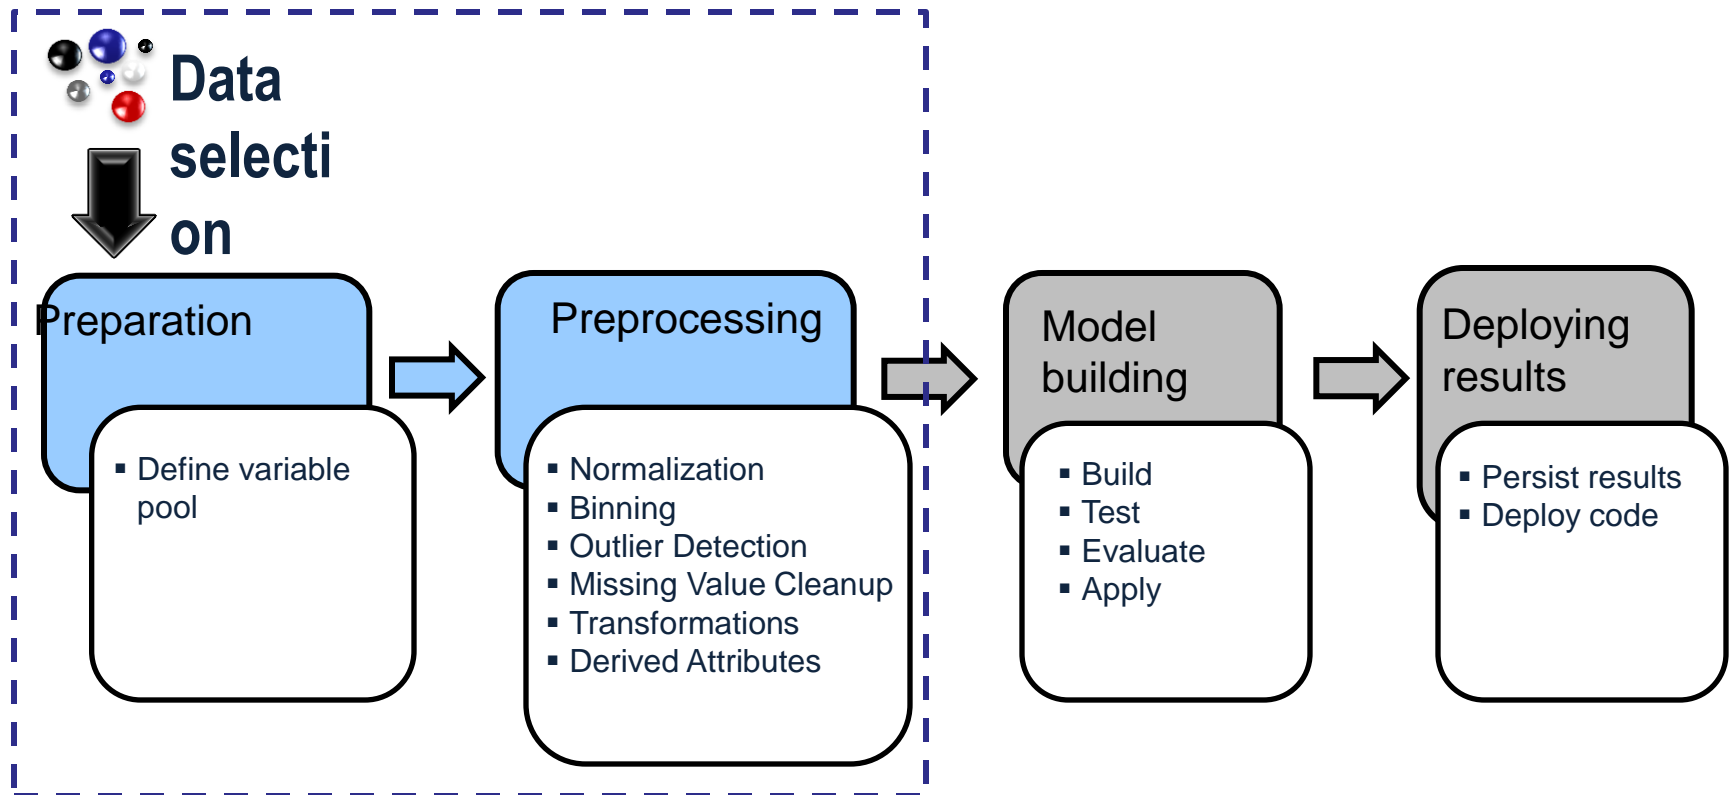 Data
selecti
on
Preparation
▪ Define variable
pool
Preprocessing
▪ Normalization
▪ Binning
▪ Outlier Detection
▪ Missing Value Cleanup
▪ Transformations
▪ Derived Attributes
Model
building
▪ Build
▪ Test
▪ Evaluate
▪ Apply
Deploying
results
▪ Persist results
▪ Deploy code